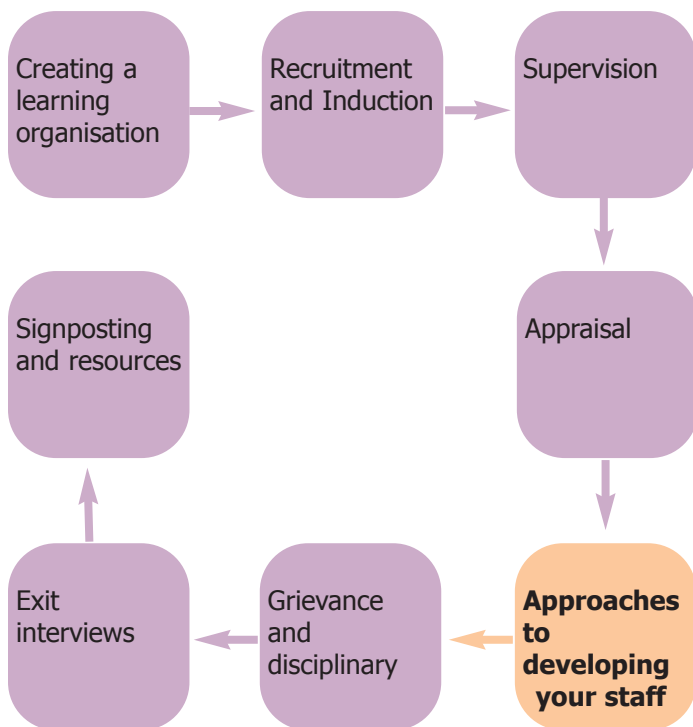 Creating a
learning
organisation
Recruitment
and Induction
Supervision
Appraisal
Approaches
to
developing
your staff
Grievance
and
disciplinary
Exit
interviews
Signposting
and resources